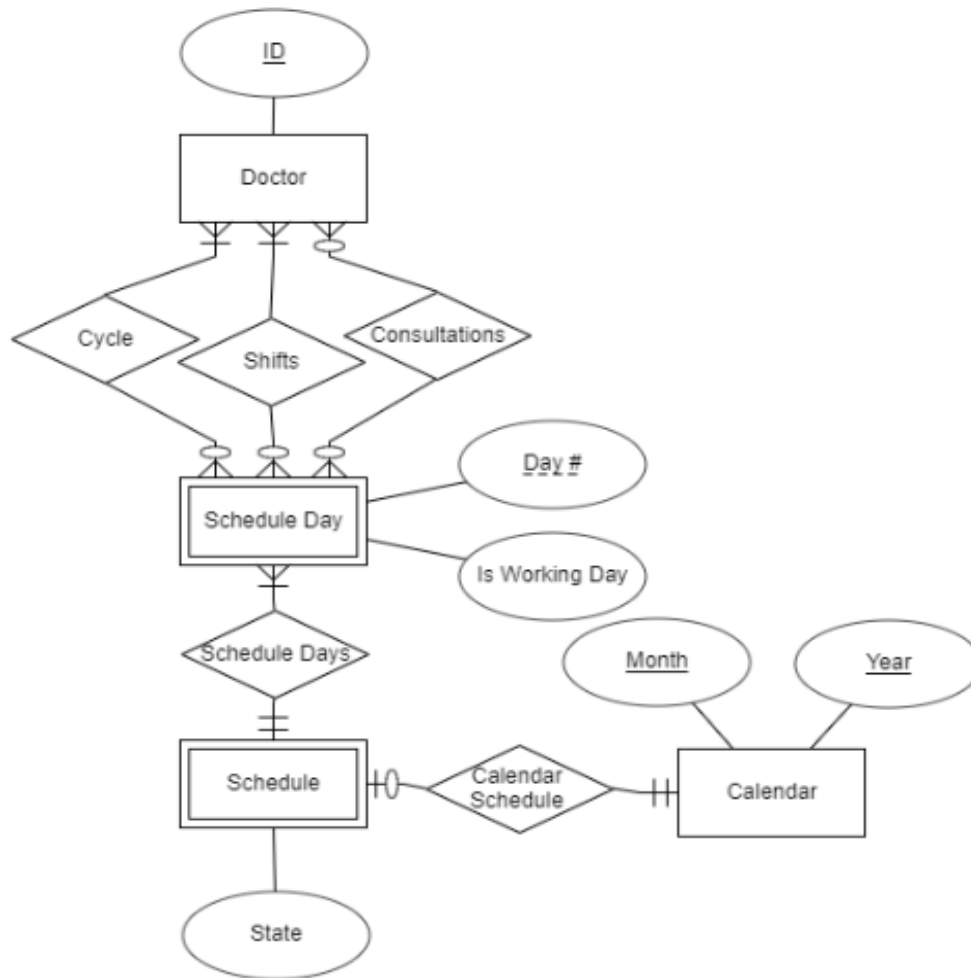 ID
Doctor
Cycle
Shifts
Consultations
Day #
Schedule Day
Is Working Day
Schedule Days
Month
Year
Schedule
Calendar
Schedule
Calendar
State